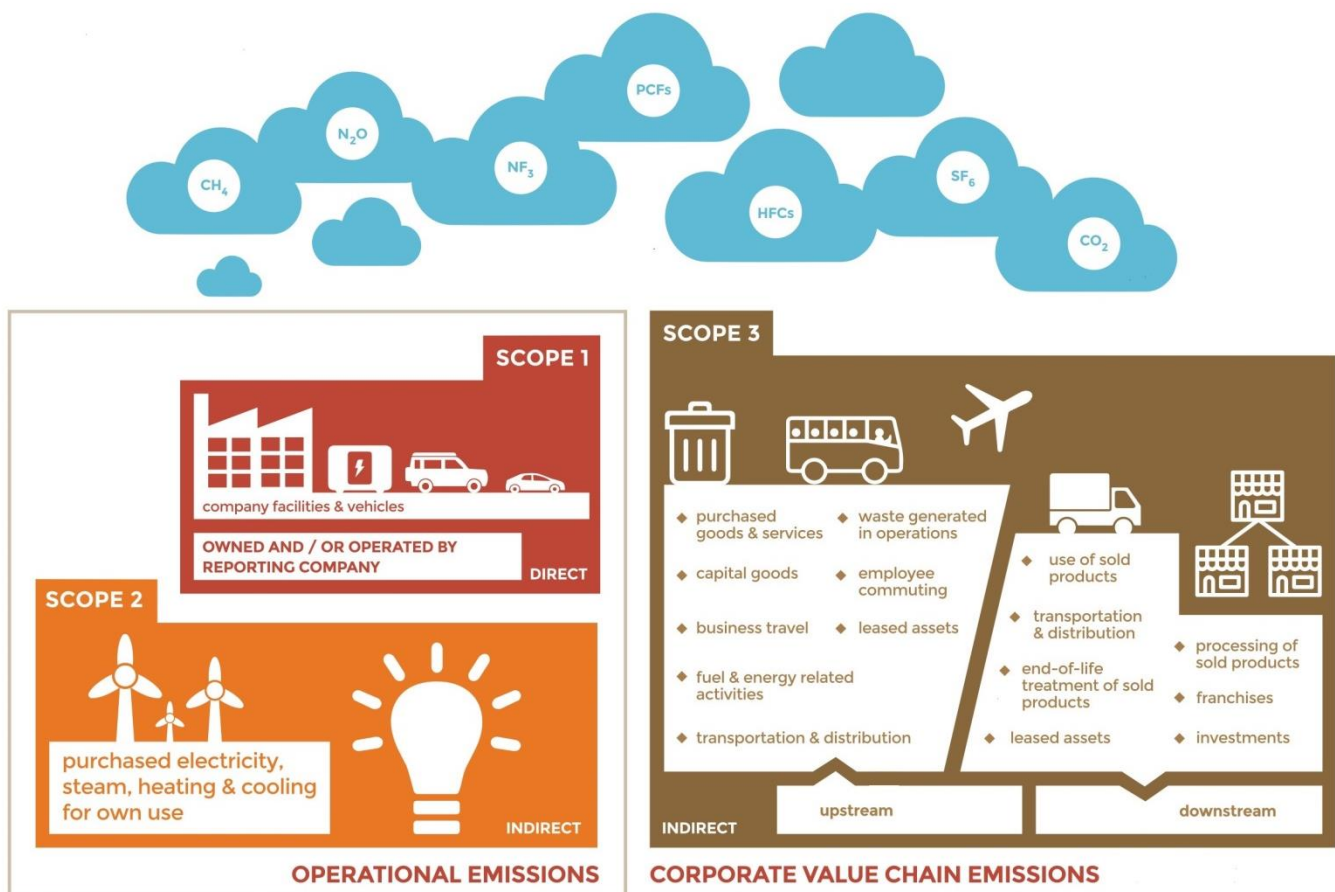 PCFs
N₂O
NF₃
CH₄
SF₆
HFCs
CO₂
SCOPE 1
company facilities & vehicles
OWNED AND / OR OPERATED BY
REPORTING COMPANY
DIRECT
SCOPE 2
purchased electricity,
steam, heating & cooling
for own use
INDIRECT
OPERATIONAL EMISSIONS
SCOPE 3
purchased
goods & services
capital goods
business travel
fuel & energy related
activities
transportation & distribution
waste generated
in operations
employee
commuting
leased assets
use of sold
products
transportation
& distribution
end-of-life
treatment of sold
products
leased assets
processing of
sold products
franchises
investments
upstream
downstream
INDIRECT
CORPORATE VALUE CHAIN EMISSIONS